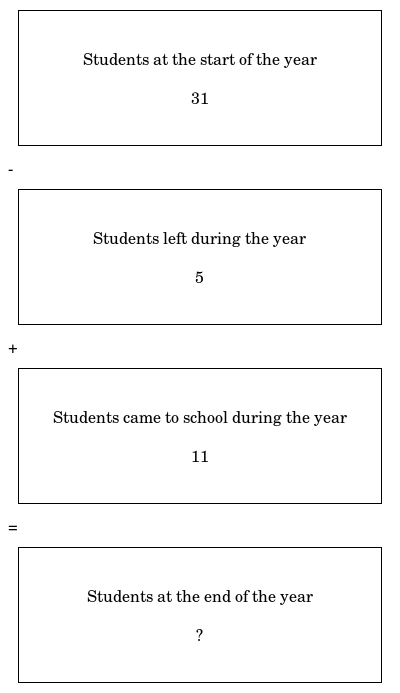 Students at the start of the year
31
-
Students left during the year
5
+
Students came to school during the year
11
=
Students at the end of the year
?